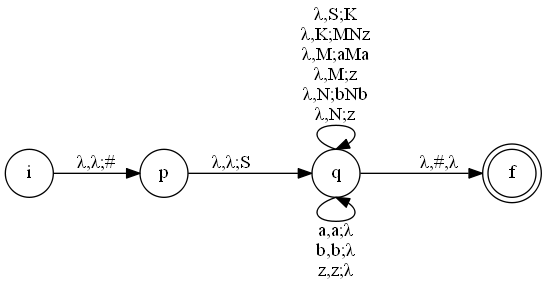 λ,S;K
λ,K;MNz
λ,M;aMa
λ,M;z
λ,N;bNb
λ,N;z
i
λ,λ;#
p
λ,λ;S
q
λ,#,λ
f
a,a;λ
b,b;λ
z,z;λ